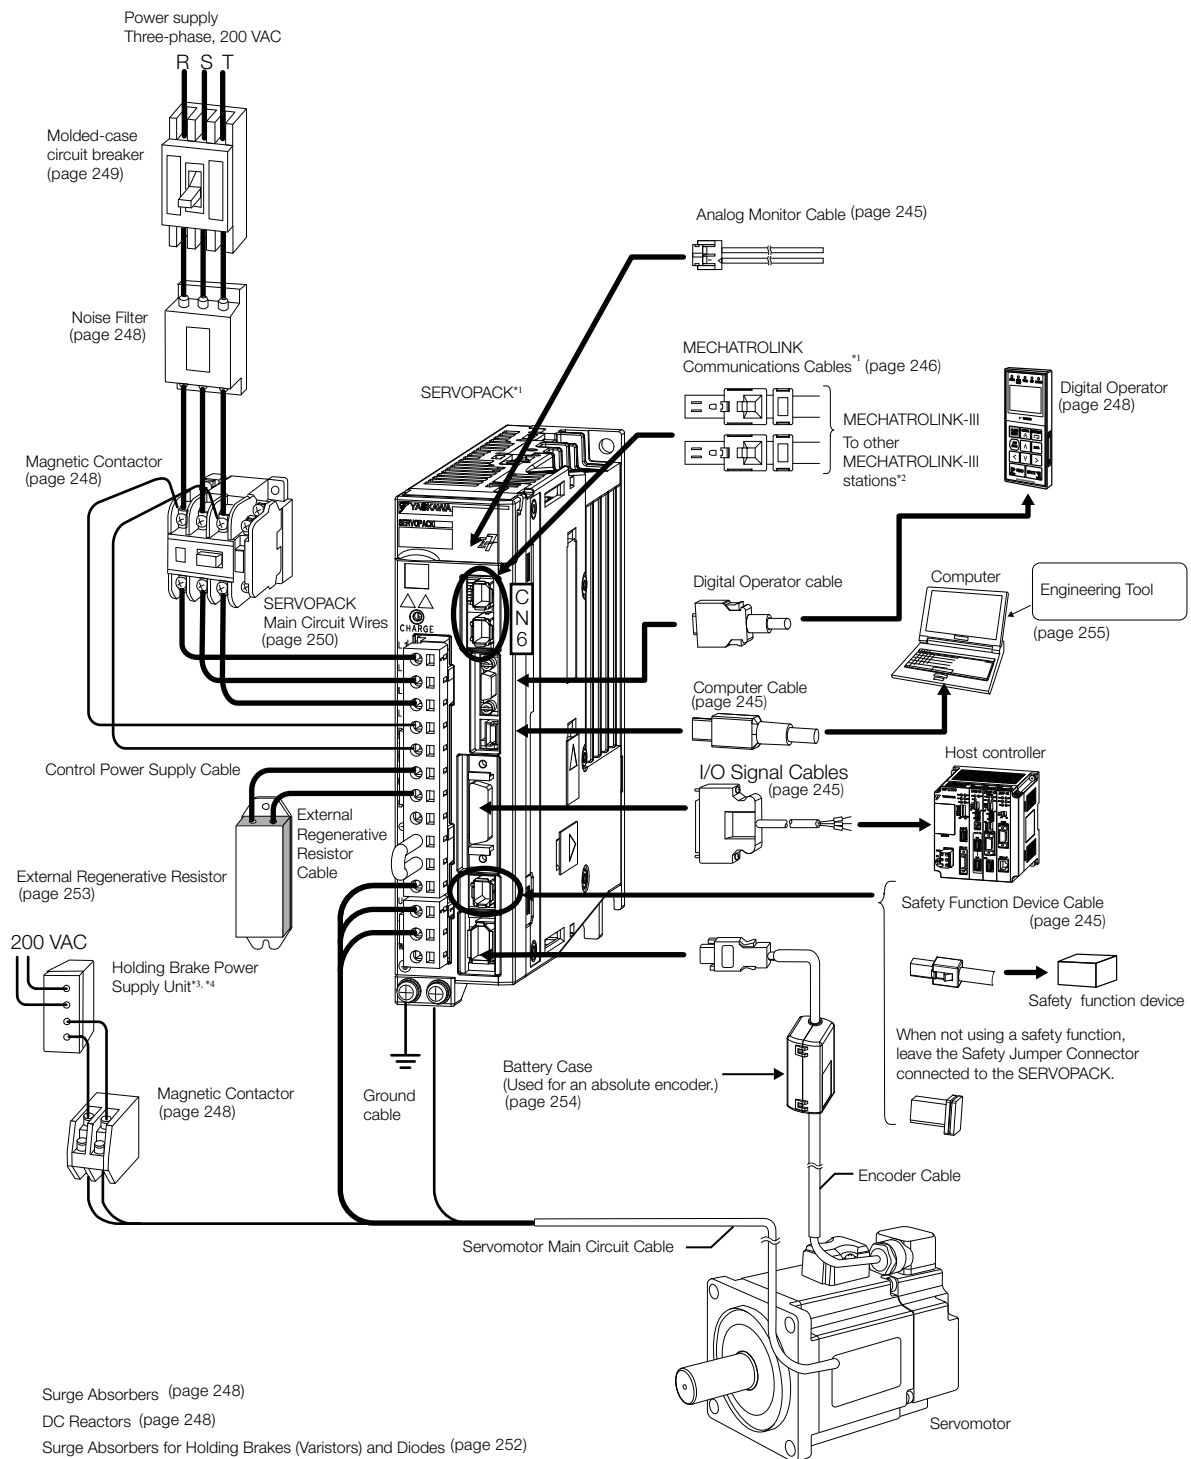 Power supply
Three-phase, 200 VAC
R S T
Molded-case
circuit breaker
(page 249)
Analog Monitor Cable (page 245)
Noise Filter
(page 248)
MECHATROLINK
Communications Cables*1 (page 246)
SERVOPACK*1
MECHATROLINK-III
To other
MECHATROLINK-III
stations*2
Digital Operator
(page 248)
Magnetic Contactor
(page 248)
YASKAWA
SERVOPACK
CHARGE
CN6
SERVOPACK
Main Circuit Wires
(page 250)
Digital Operator cable
Computer
Engineering Tool
(page 255)
Computer Cable
(page 245)
Control Power Supply Cable
I/O Signal Cables
(page 245)
Host controller
External
Regenerative
Resistor
Cable
External Regenerative Resistor
(page 253)
Safety Function Device Cable
(page 245)
200 VAC
Holding Brake Power
Supply Unit*3, *4
Safety function device
When not using a safety function,
leave the Safety Jumper Connector
connected to the SERVOPACK.
Battery Case
(Used for an absolute encoder.)
(page 254)
Ground
cable
Magnetic Contactor
(page 248)
Encoder Cable
Servomotor Main Circuit Cable
Servomotor
Surge Absorbers (page 248)
DC Reactors (page 248)
Surge Absorbers for Holding Brakes (Varistors) and Diodes (page 252)